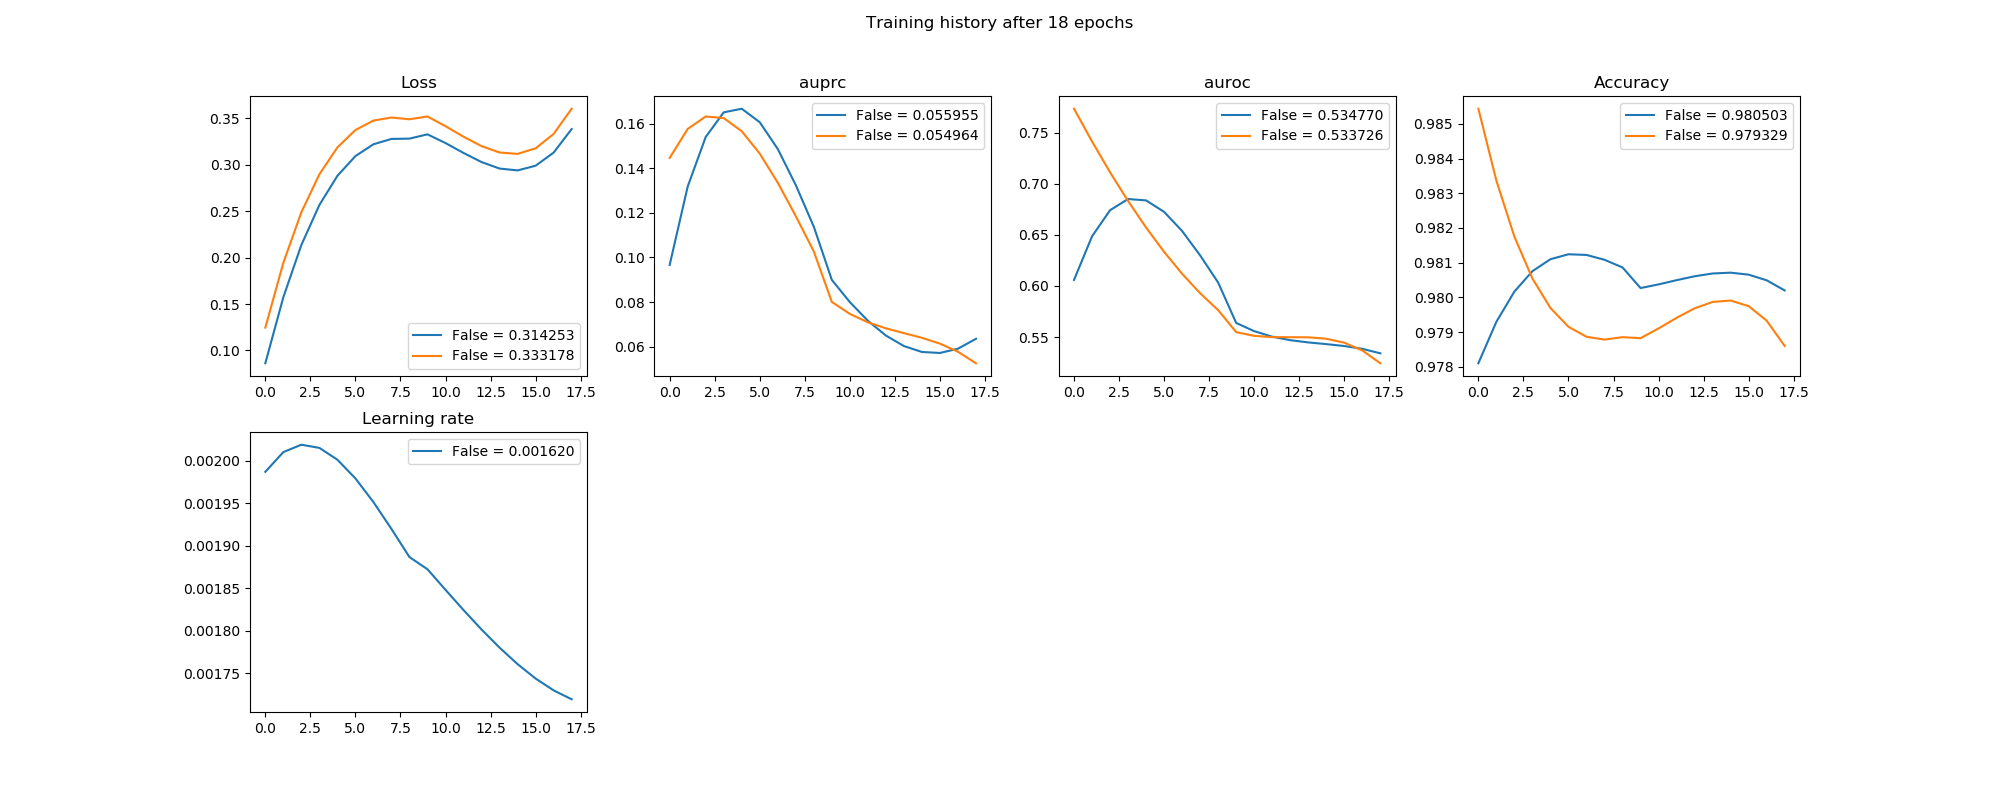 Training history after 18 epochs
Loss
0.35
0.30
0.25
0.20
0.15
0.10
False = 0.314253
False = 0.333178
0.0 2.5 5.0 7.5 10.0 12.5 15.0 17.5
auprc
0.16
0.14
0.12
0.10
0.08
0.06
False = 0.055955
False = 0.054964
0.0 2.5 5.0 7.5 10.0 12.5 15.0 17.5
auroc
0.75
0.70
0.65
0.60
0.55
False = 0.534770
False = 0.533726
0.0 2.5 5.0 7.5 10.0 12.5 15.0 17.5
Accuracy
0.985
0.984
0.983
0.982
0.981
0.980
0.979
0.978
False = 0.980503
False = 0.979329
0.0 2.5 5.0 7.5 10.0 12.5 15.0 17.5
Learning rate
0.00200
0.00195
0.00190
0.00185
0.00180
0.00175
False = 0.001620
0.0 2.5 5.0 7.5 10.0 12.5 15.0 17.5